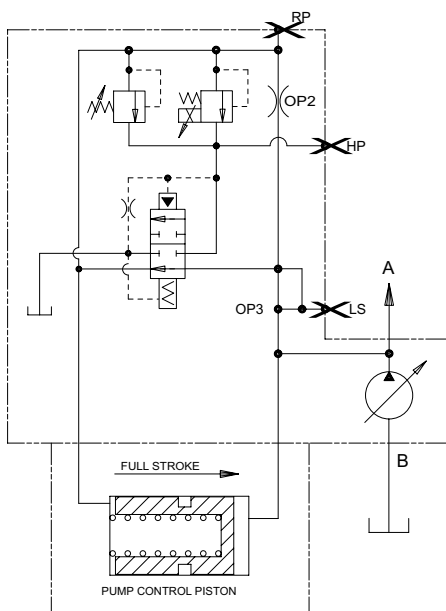 RP
OP2
HP
A
OP3
LS
B
FULL STROKE
PUMP CONTROL PISTON